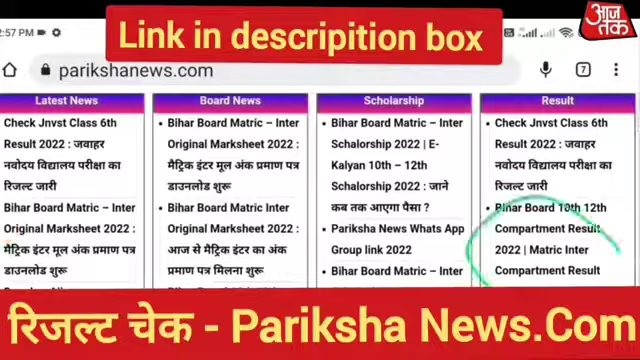 2:57 PM
Link in descripition box
आज तक
parikshanews.com
7
Latest News
Check Jnvst Class 6th
Result 2022 : जवाहर
नवोदय विद्यालय परीक्षा का
रिजल्ट जारी
Bihar Board Matric – Inter
Original Marksheet 2022 :
मैट्रिक इंटर मूल अंक प्रमाण पत्र
डाउनलोड शुरू
Board News
Bihar Board Matric – Inter
Original Marksheet 2022 :
मैट्रिक इंटर मूल अंक प्रमाण पत्र
डाउनलोड शुरू
Bihar Board Matric Inter
Original Marksheet 2022 :
आज से मैट्रिक इंटर का अंक
प्रमाण पत्र मिलना शुरू
Scholarship
Bihar Board Matric – Inter
Schalorship 2022 | E-
Kalyan 10th – 12th
Schalorship 2022 : जाने
कब तक आएगा पैसा ?
Pariksha News Whats App
Group link 2022
Bihar Board Matric – Inter
Result
Check Jnvst Class 6th
Result 2022 : जवाहर
नवोदय विद्यालय परीक्षा का
रिजल्ट जारी
Bihar Board 10th 12th
Compartment Result
2022 | Matric Inter
Compartment Result
रिजल्ट चेक - Pariksha News.Com